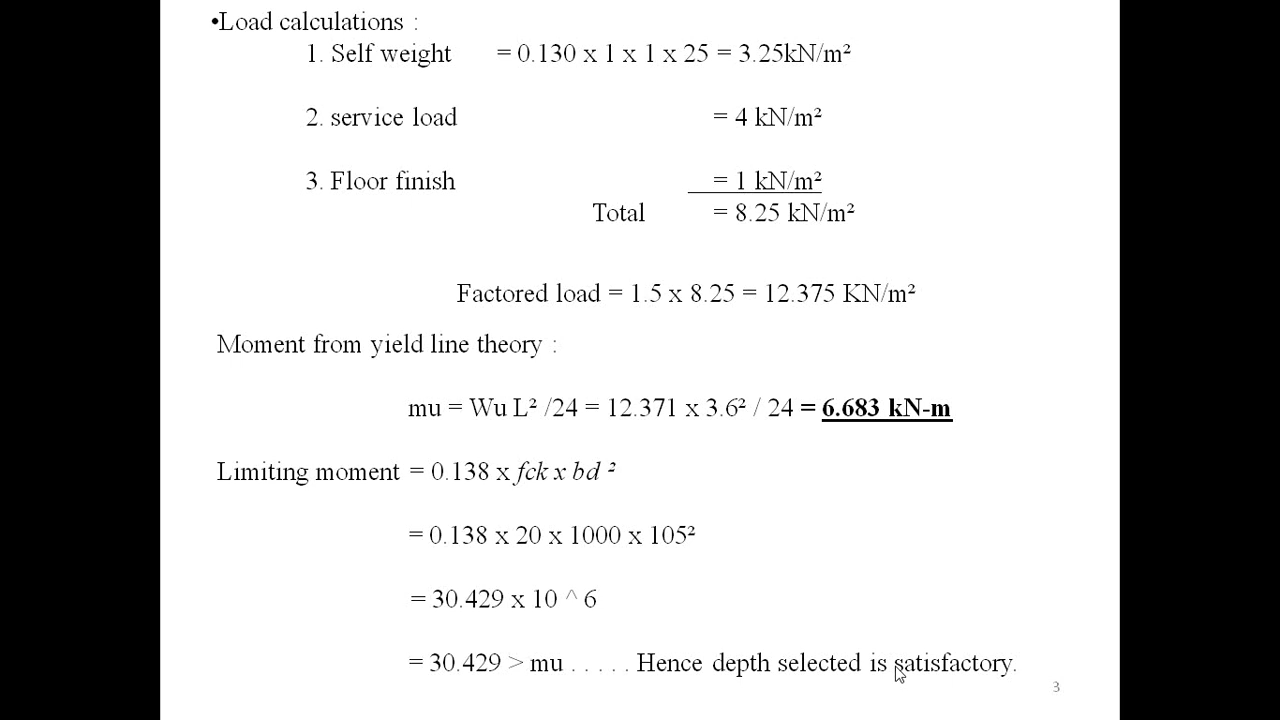 •Load calculations :
1. Self weight = 0.130 x 1 x 1 x 25 = 3.25kN/m²
2. service load = 4 kN/m²
3. Floor finish = 1 kN/m²
Total = 8.25 kN/m²
Factored load = 1.5 x 8.25 = 12.375 KN/m²
Moment from yield line theory :
mu = Wu L² /24 = 12.371 x 3.6² / 24 = 6.683 kN-m
Limiting moment = 0.138 x fck x bd ²
= 0.138 x 20 x 1000 x 105²
= 30.429 x 10 ^ 6
= 30.429 > mu . . . . . Hence depth selected is satisfactory.
3